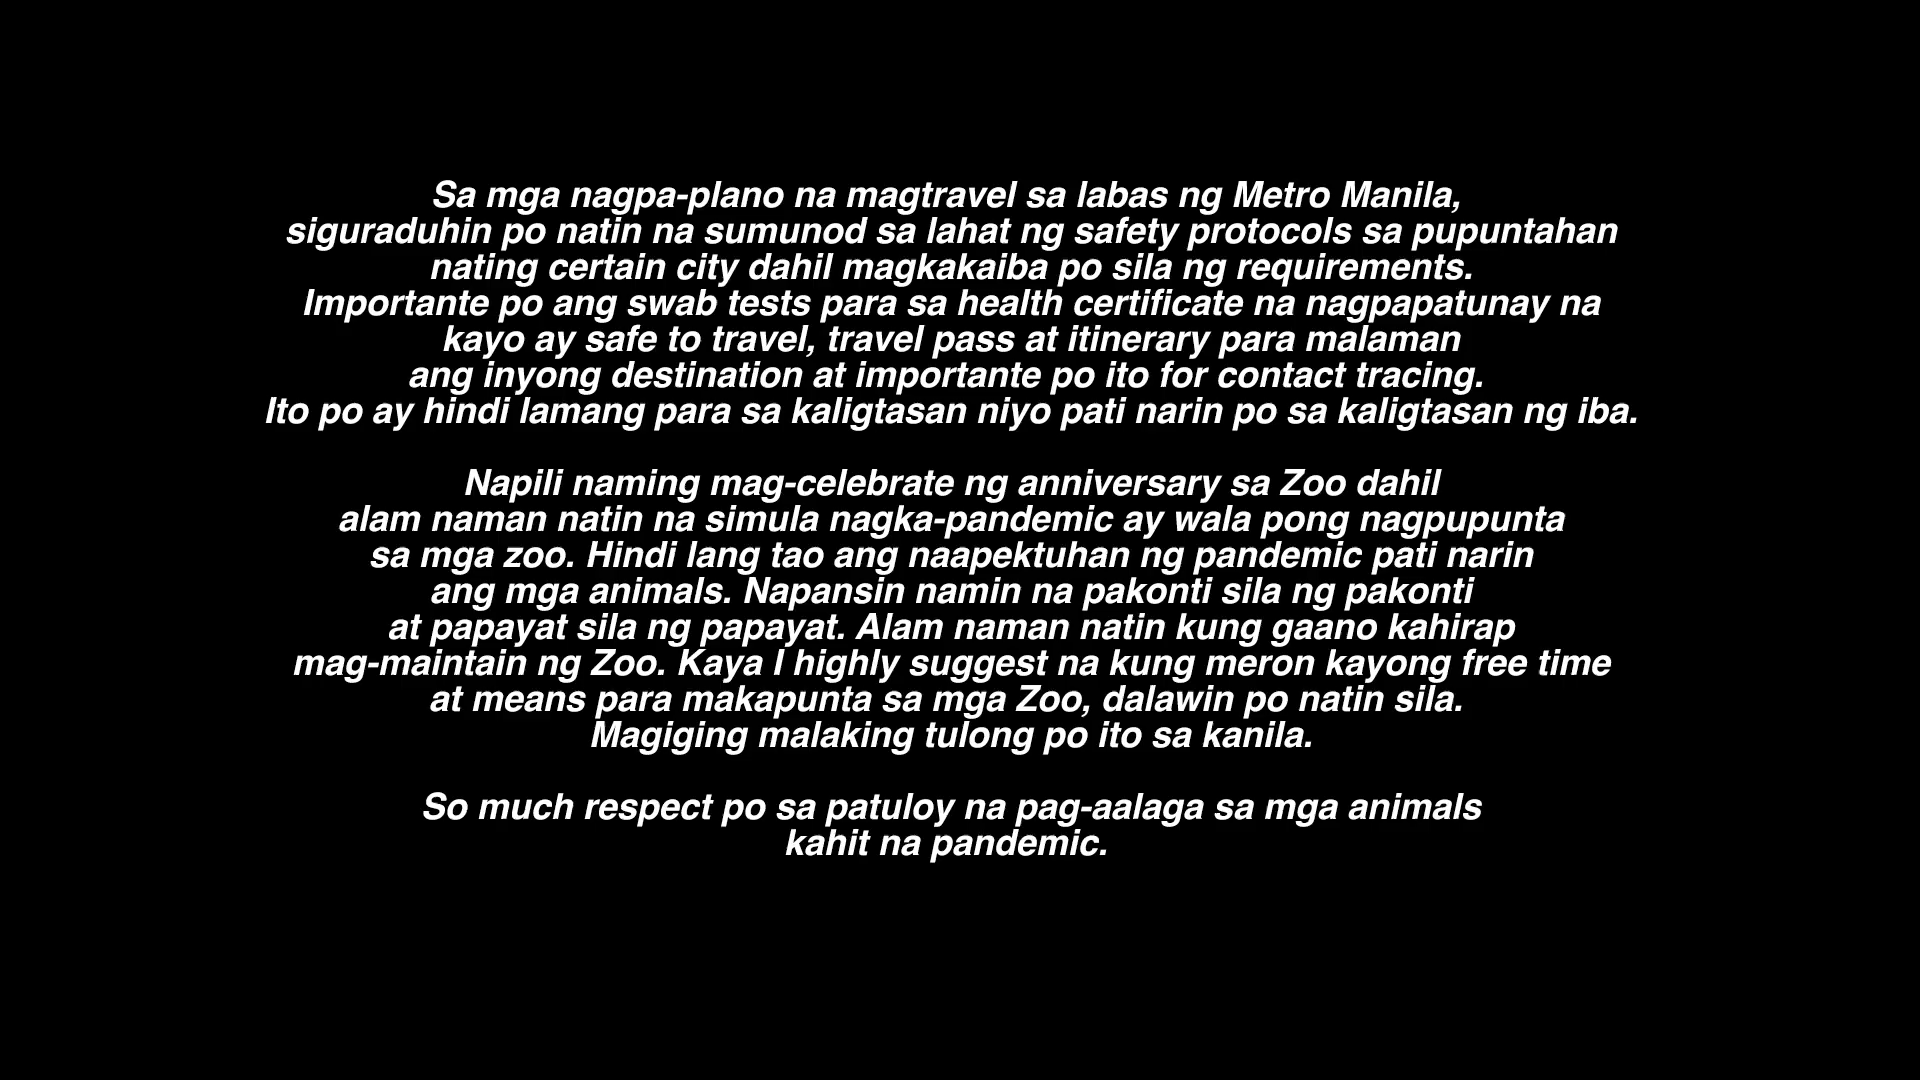 Sa mga nagpa-plano na magtravel sa labas ng Metro Manila,
siguraduhin po natin na sumunod sa lahat ng safety protocols sa pupuntahan
nating certain city dahil magkakaiba po sila ng requirements.
Importante po ang swab tests para sa health certificate na nagpapatunay na
kayo ay safe to travel, travel pass at itinerary para malaman
ang inyong destination at importante po ito for contact tracing.
Ito po ay hindi lamang para sa kaligtasan niyo pati narin po sa kaligtasan ng iba.
Napili naming mag-celebrate ng anniversary sa Zoo dahil
alam naman natin na simula nagka-pandemic ay wala pong nagpupunta
sa mga zoo. Hindi lang tao ang naapektuhan ng pandemic pati narin
ang mga animals. Napansin namin na pakonti sila ng pakonti
at papayat sila ng papayat. Alam naman natin kung gaano kahirap
mag-maintain ng Zoo. Kaya I highly suggest na kung meron kayong free time
at means para makapunta sa mga Zoo, dalawin po natin sila.
Magiging malaking tulong po ito sa kanila.
So much respect po sa patuloy na pag-aalaga sa mga animals
kahit na pandemic.